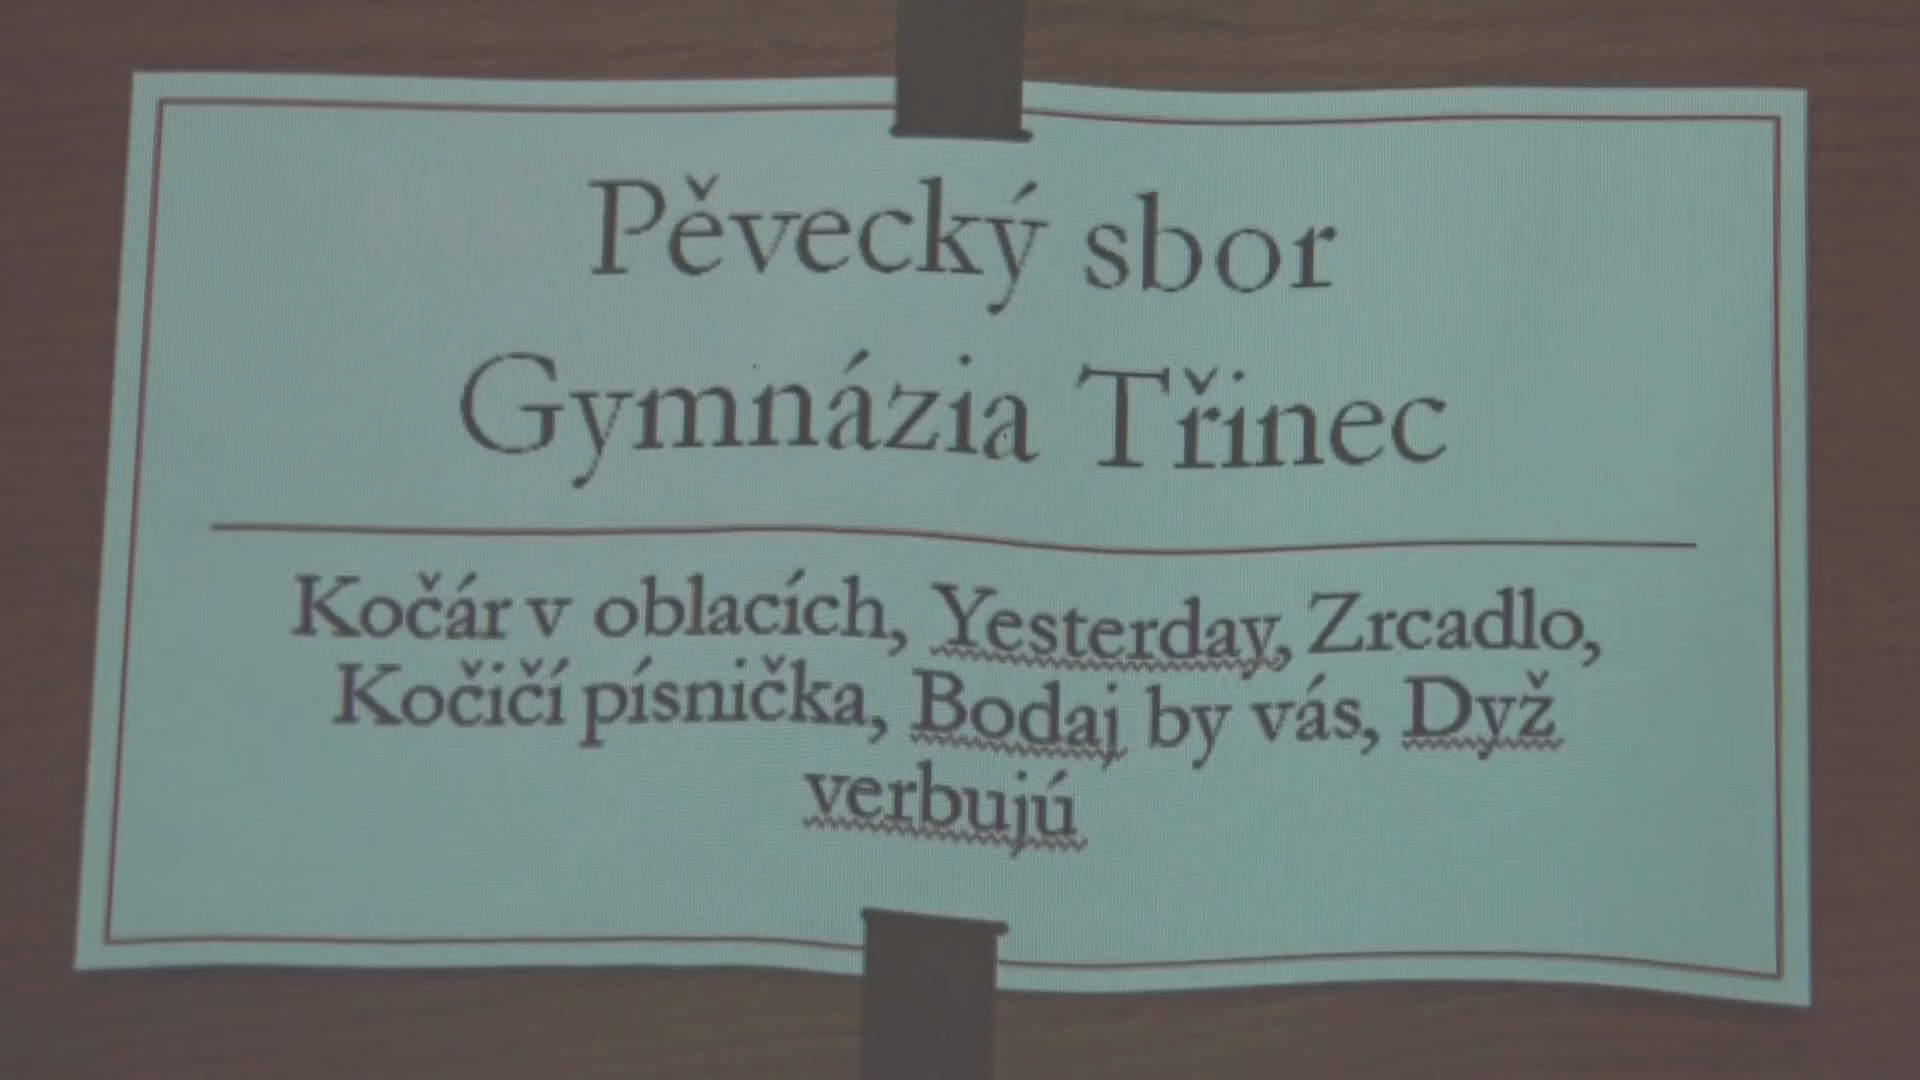 Pěvecký sbor
Gymnázia Třinec
Kočár v oblacích, Yesterday, Zrcadlo,
Kočičí písnička, Bodaj by vás, Dyž
verbujú